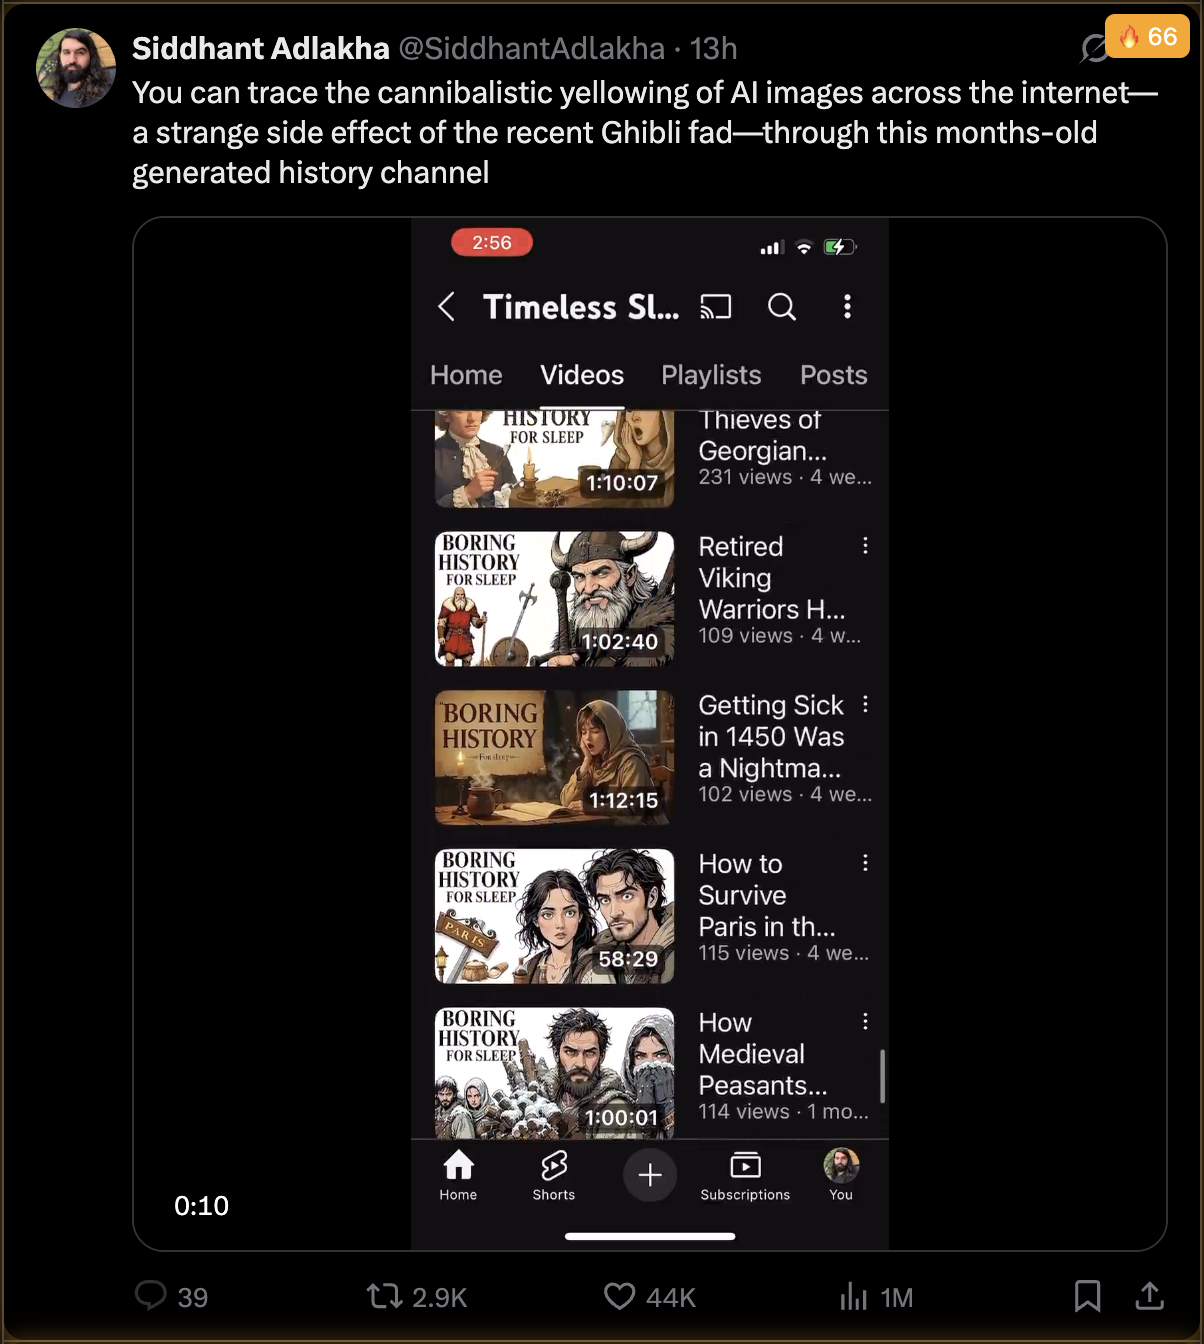 Siddhant Adlakha @SiddhantAdlakha · 13h
66
You can trace the cannibalistic yellowing of AI images across the internet—
a strange side effect of the recent Ghibli fad—through this months-old
generated history channel
2:56
Timeless Sl...
Home Videos Playlists Posts
HISTORY
FOR SLEEP
1:10:07
Thieves of
Georgian...
231 views · 4 we...
BORING
HISTORY
FOR SLEEP
1:02:40
Retired
Viking
Warriors H...
109 views · 4 w...
BORING
HISTORY
For sleep
1:12:15
Getting Sick
in 1450 Was
a Nightma...
102 views · 4 we...
BORING
HISTORY
FOR SLEEP
PARIS
58:29
How to
Survive
Paris in th...
115 views · 4 we...
BORING
HISTORY
FOR SLEEP
1:00:01
How
Medieval
Peasants...
114 views · 1 mo...
Home Shorts Subscriptions You
0:10
39 2.9K 44K 1M